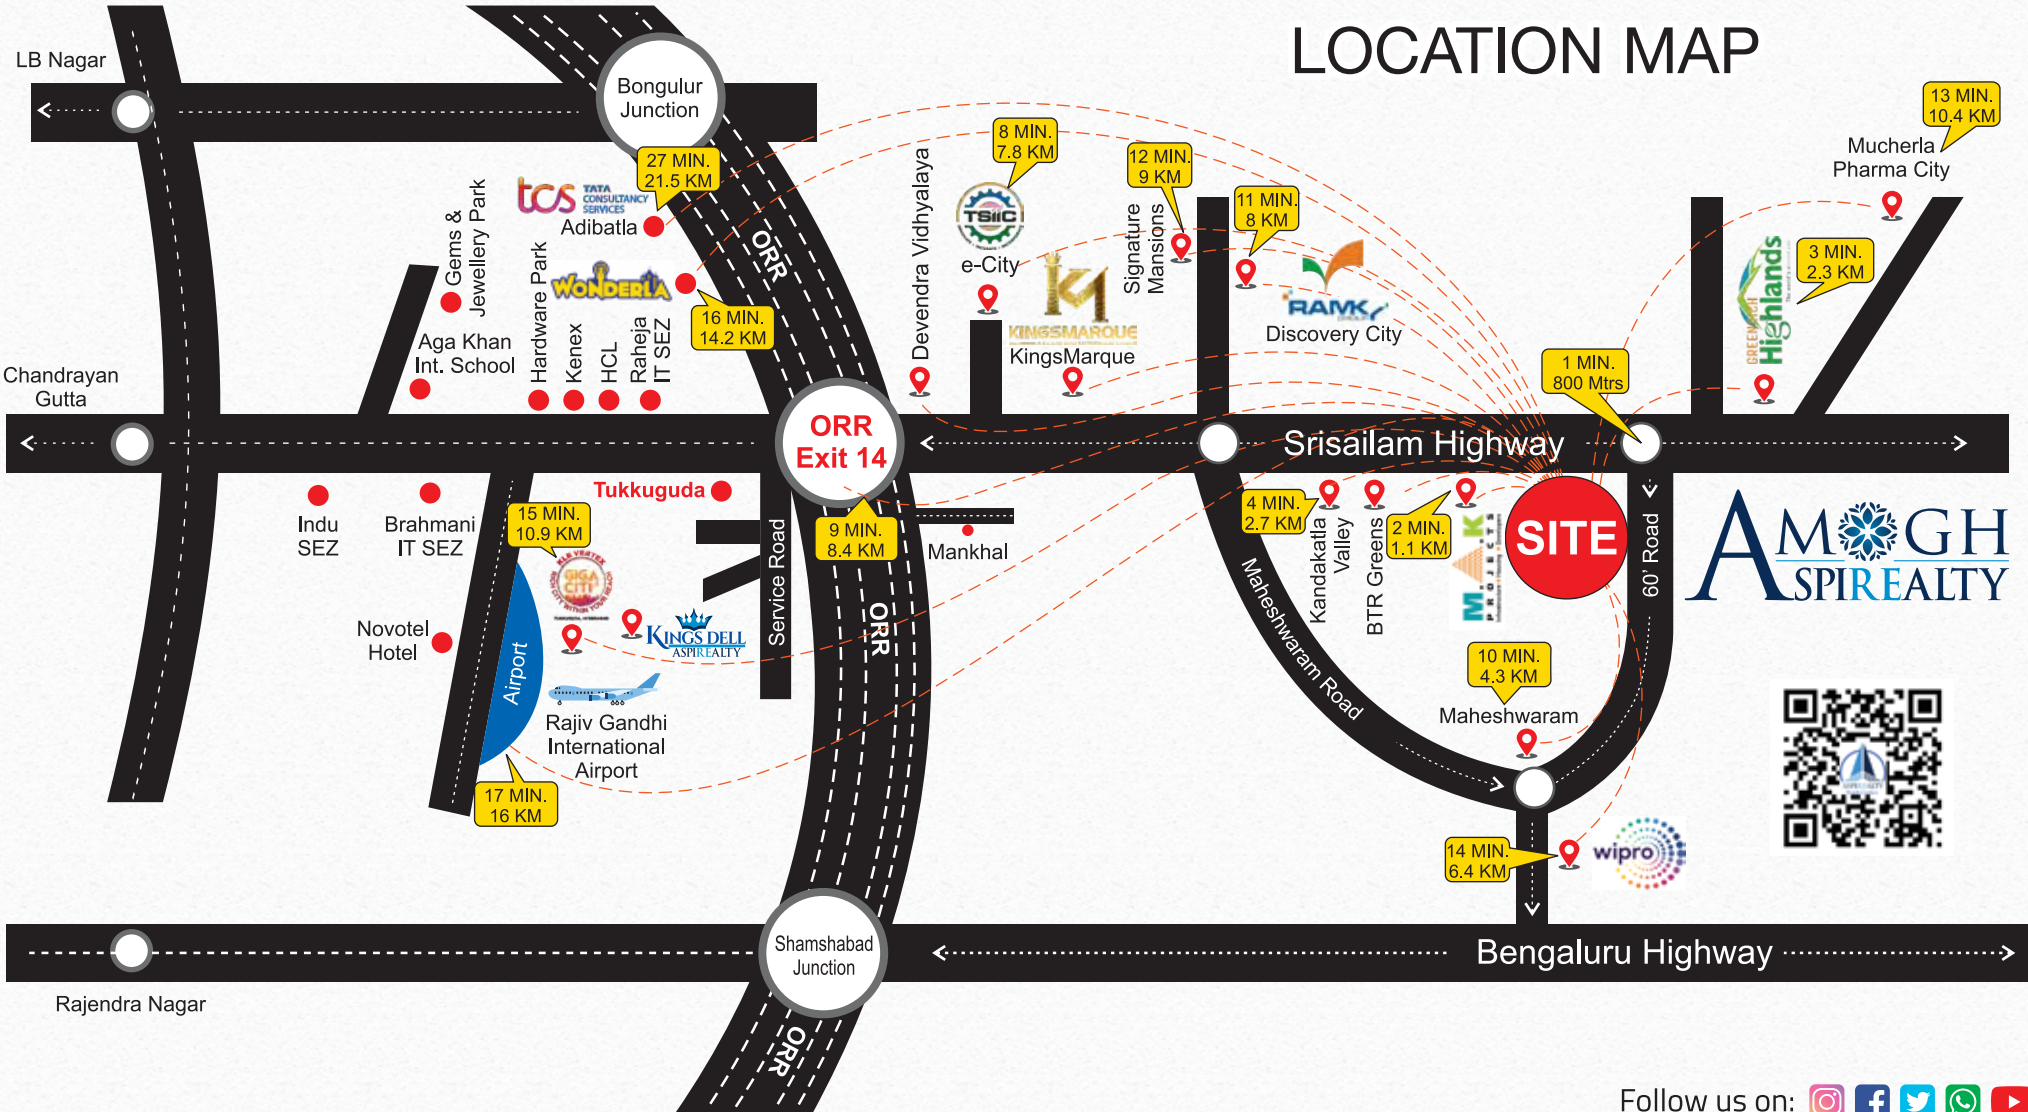 LOCATION MAP
LB Nagar
Bongulur
Junction
13 MIN.
10.4 KM
Mucherla
Pharma City
27 MIN.
21.5 KM
tcs TATA
CONSULTANCY
SERVICES
Adibatla
ORR
Gems &
Jewellery Park
Hardware Park
WONDERLA
16 MIN.
14.2 KM
Aga Khan
Int. School
Kenex
HCL
Raheja
IT SEZ
Devendra Vidhyalaya
8 MIN.
7.8 KM
TSIIC
e-City
KINGSMARQUE
KingsMarque
12 MIN.
9 KM
Signature
Mansions
11 MIN.
8 KM
RAMKY
Discovery City
GREENRICH
Highlands
3 MIN.
2.3 KM
1 MIN.
800 Mtrs
Chandrayan
Gutta
ORR
Exit 14
Srisailam Highway
Indu
SEZ
Brahmani
IT SEZ
Tukkuguda
15 MIN.
10.9 KM
GIGA
CITI
9 MIN.
8.4 KM
Mankhal
Service Road
4 MIN.
2.7 KM
Kandakatla
Valley
BTR Greens
2 MIN.
1.1 KM
M.A.K
PROJECTS
SITE
60' Road
AMOGH
ASPIREALTY
Novotel
Hotel
Airport
KINGS DELL
ASPIREALTY
ORR
Maheshwaram Road
Rajiv Gandhi
International
Airport
10 MIN.
4.3 KM
Maheshwaram
17 MIN.
16 KM
14 MIN.
6.4 KM
wipro
Shamshabad
Junction
Bengaluru Highway
Rajendra Nagar
ORR
Follow us on: